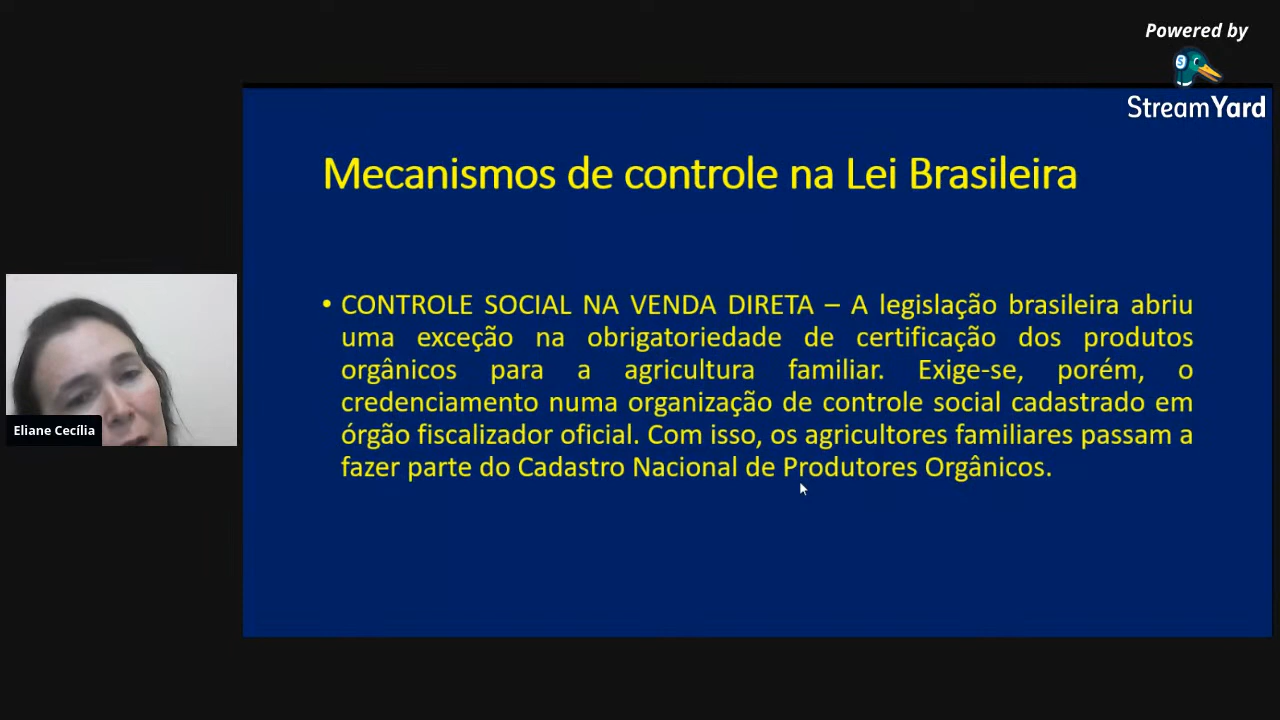 Powered by
StreamYard
Mecanismos de controle na Lei Brasileira
• CONTROLE SOCIAL NA VENDA DIRETA – A legislação brasileira abriu
uma exceção na obrigatoriedade de certificação dos produtos
orgânicos para a agricultura familiar. Exige-se, porém, o
credenciamento numa organização de controle social cadastrado em
órgão fiscalizador oficial. Com isso, os agricultores familiares passam a
fazer parte do Cadastro Nacional de Produtores Orgânicos.
Eliane Cecília